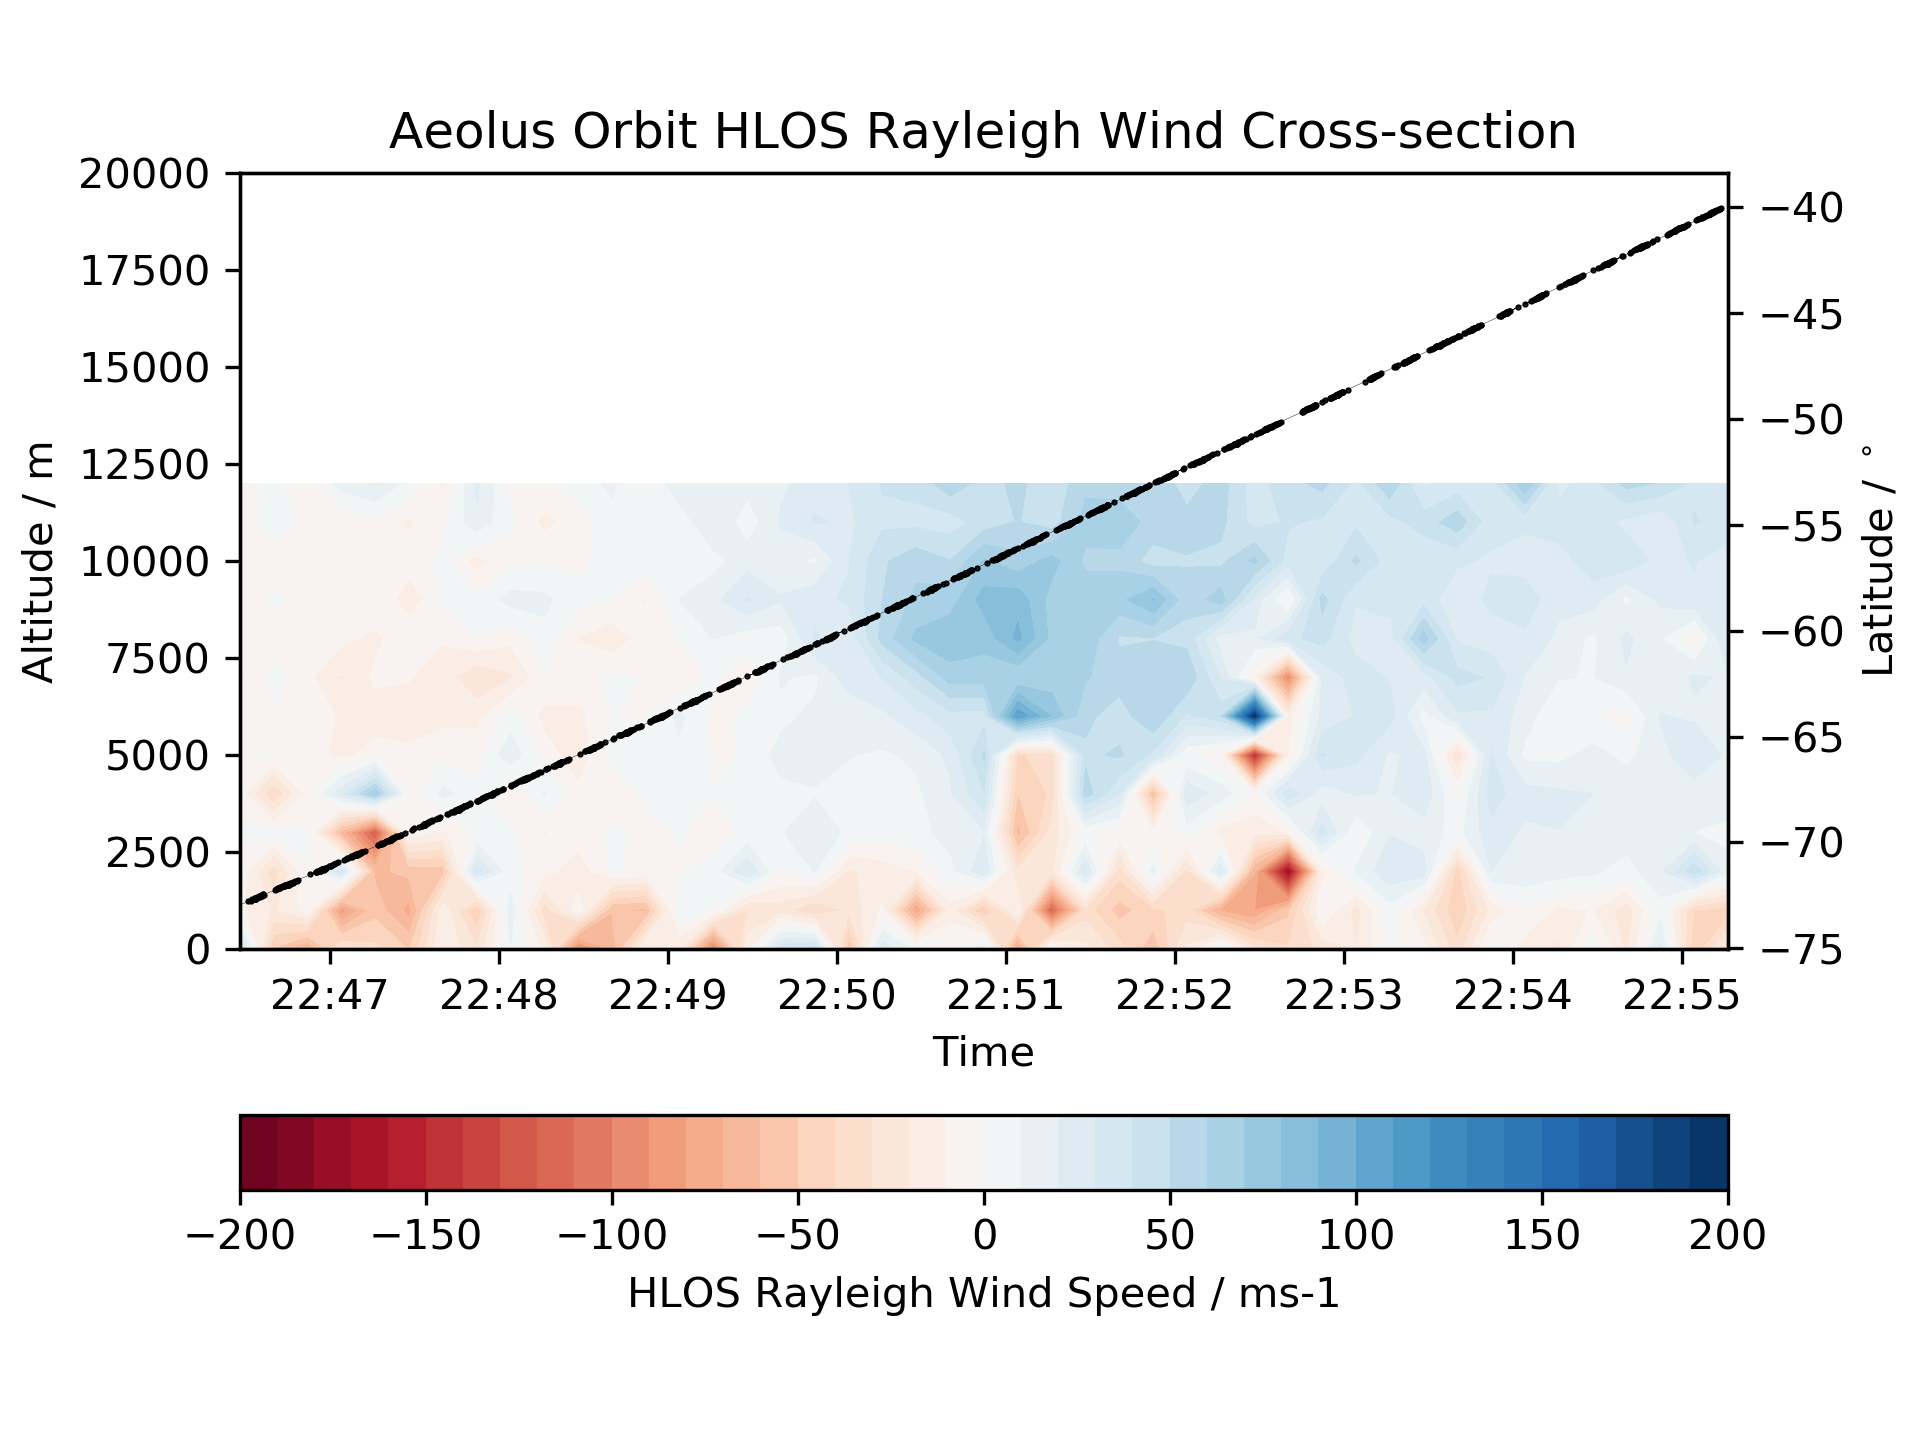 Aeolus Orbit HLOS Rayleigh Wind Cross-section
20000
17500
15000
12500
10000
7500
5000
2500
0
Altitude / m
−40
−45
−50
−55
−60
−65
−70
−75
Latitude / °
22:47 22:48 22:49 22:50 22:51 22:52 22:53 22:54 22:55
Time
−200 −150 −100 −50 0 50 100 150 200
HLOS Rayleigh Wind Speed / ms-1